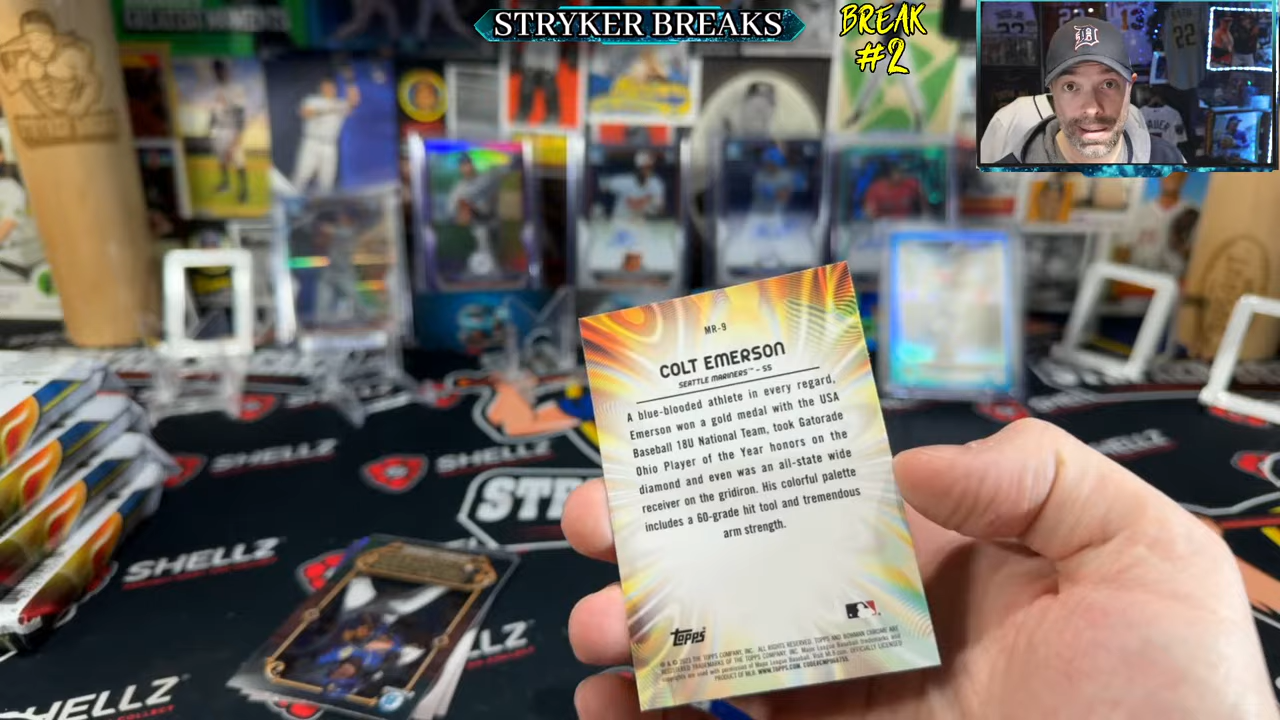 STRYKER BREAKS
BREAK
#2
MR-9
COLT EMERSON
SEATTLE MARINERS™ - SS
A blue-blooded athlete in every regard,
Emerson won a gold medal with the USA
Baseball 18U National Team, took Gatorade
Ohio Player of the Year honors on the
diamond and even was an all-state wide
receiver on the gridiron. His colorful palette
includes a 60-grade hit tool and tremendous
arm strength.
Topps
SHELLZ
SHELLZ
SHELLZ
STR